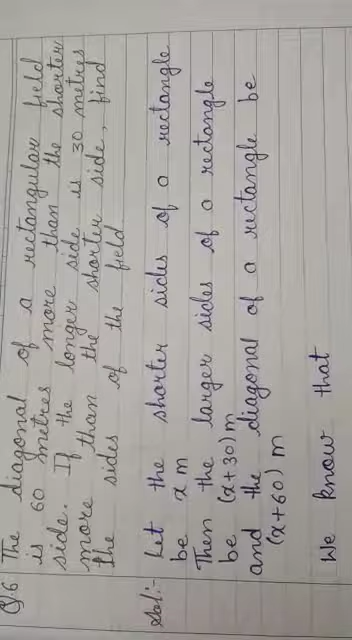 Q.6 The diagonal of a rectangular field
is 60 metres more than the shorter
side. If the longer side is 30 metres
more than the shorter side, find
the sides of the field
Sol:- Let the shorter sides of a rectangle
be x m
Then the larger sides of a rectangle
be (x+30) m
and the diagonal of a rectangle be
(x+60) m
We know that